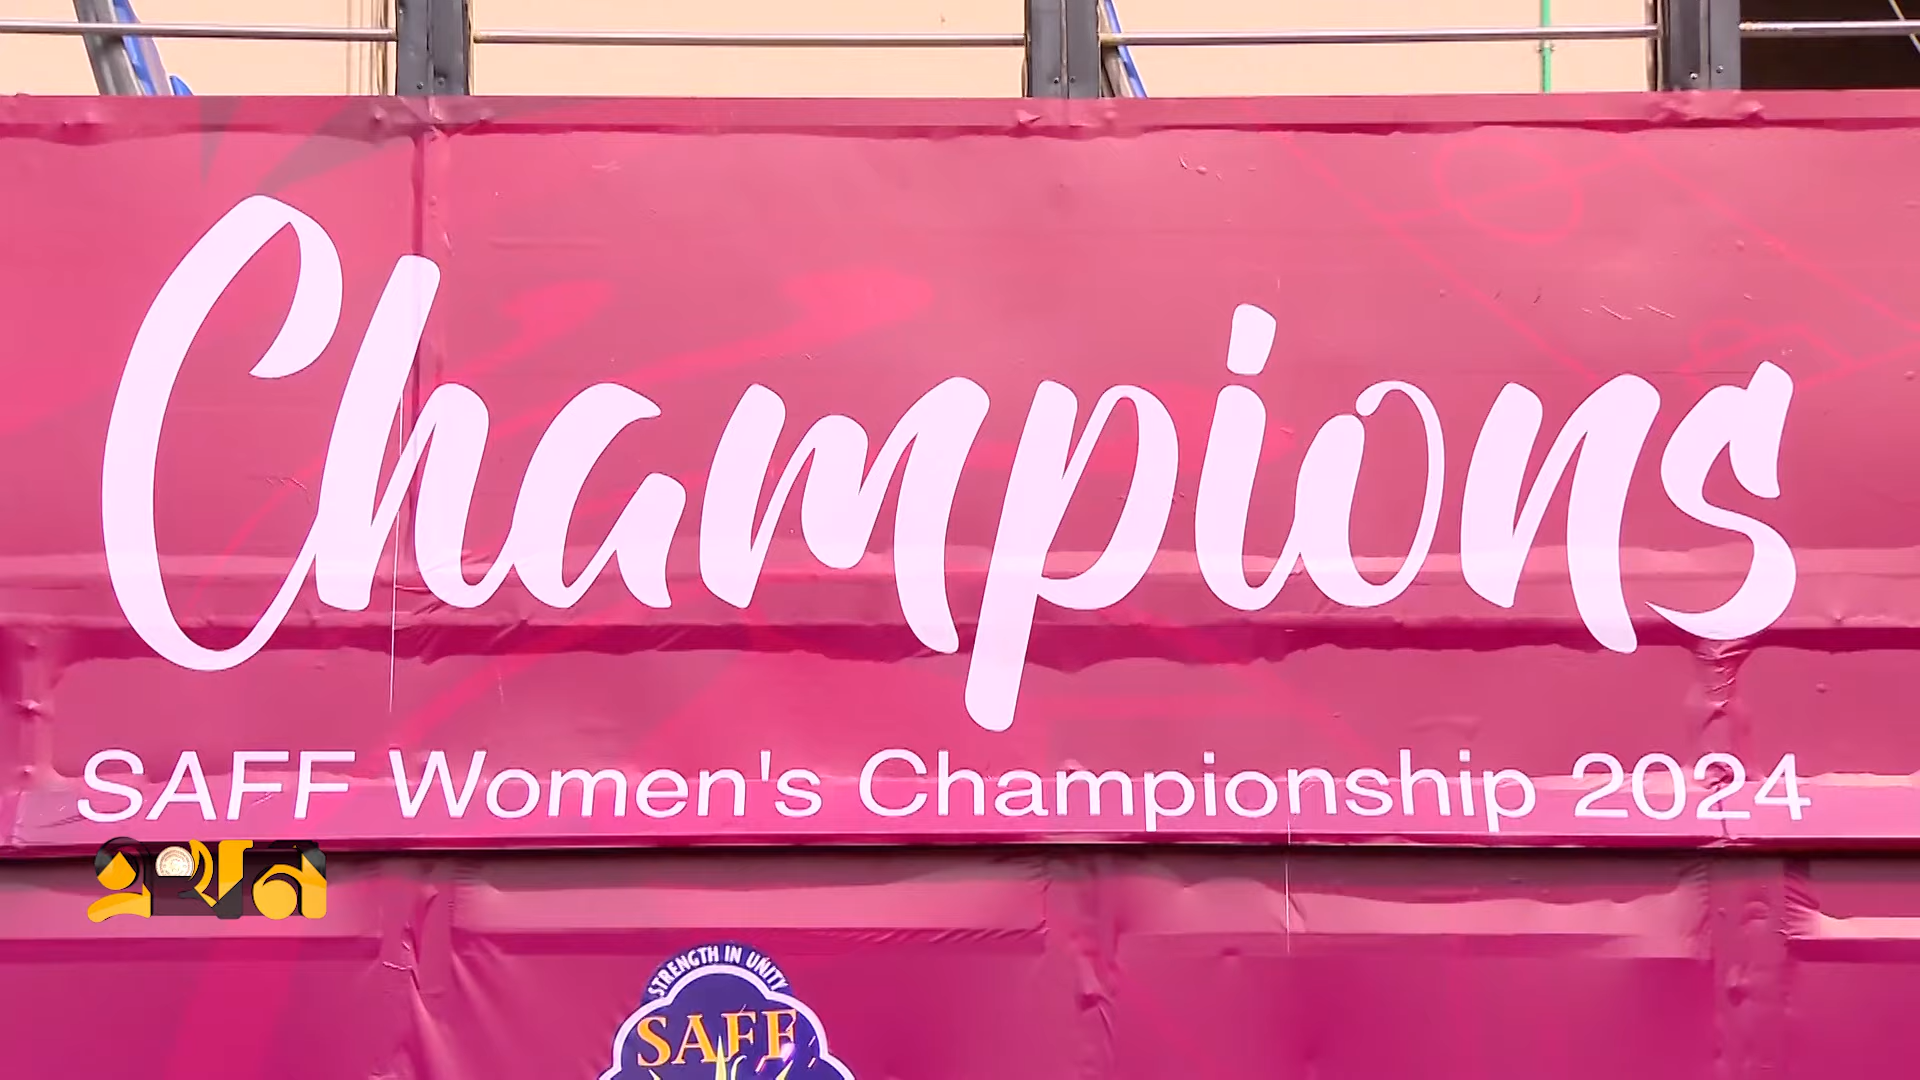 Champions
SAFF Women's Championship 2024
এখন
STRENGTH IN UNITY
SAFF